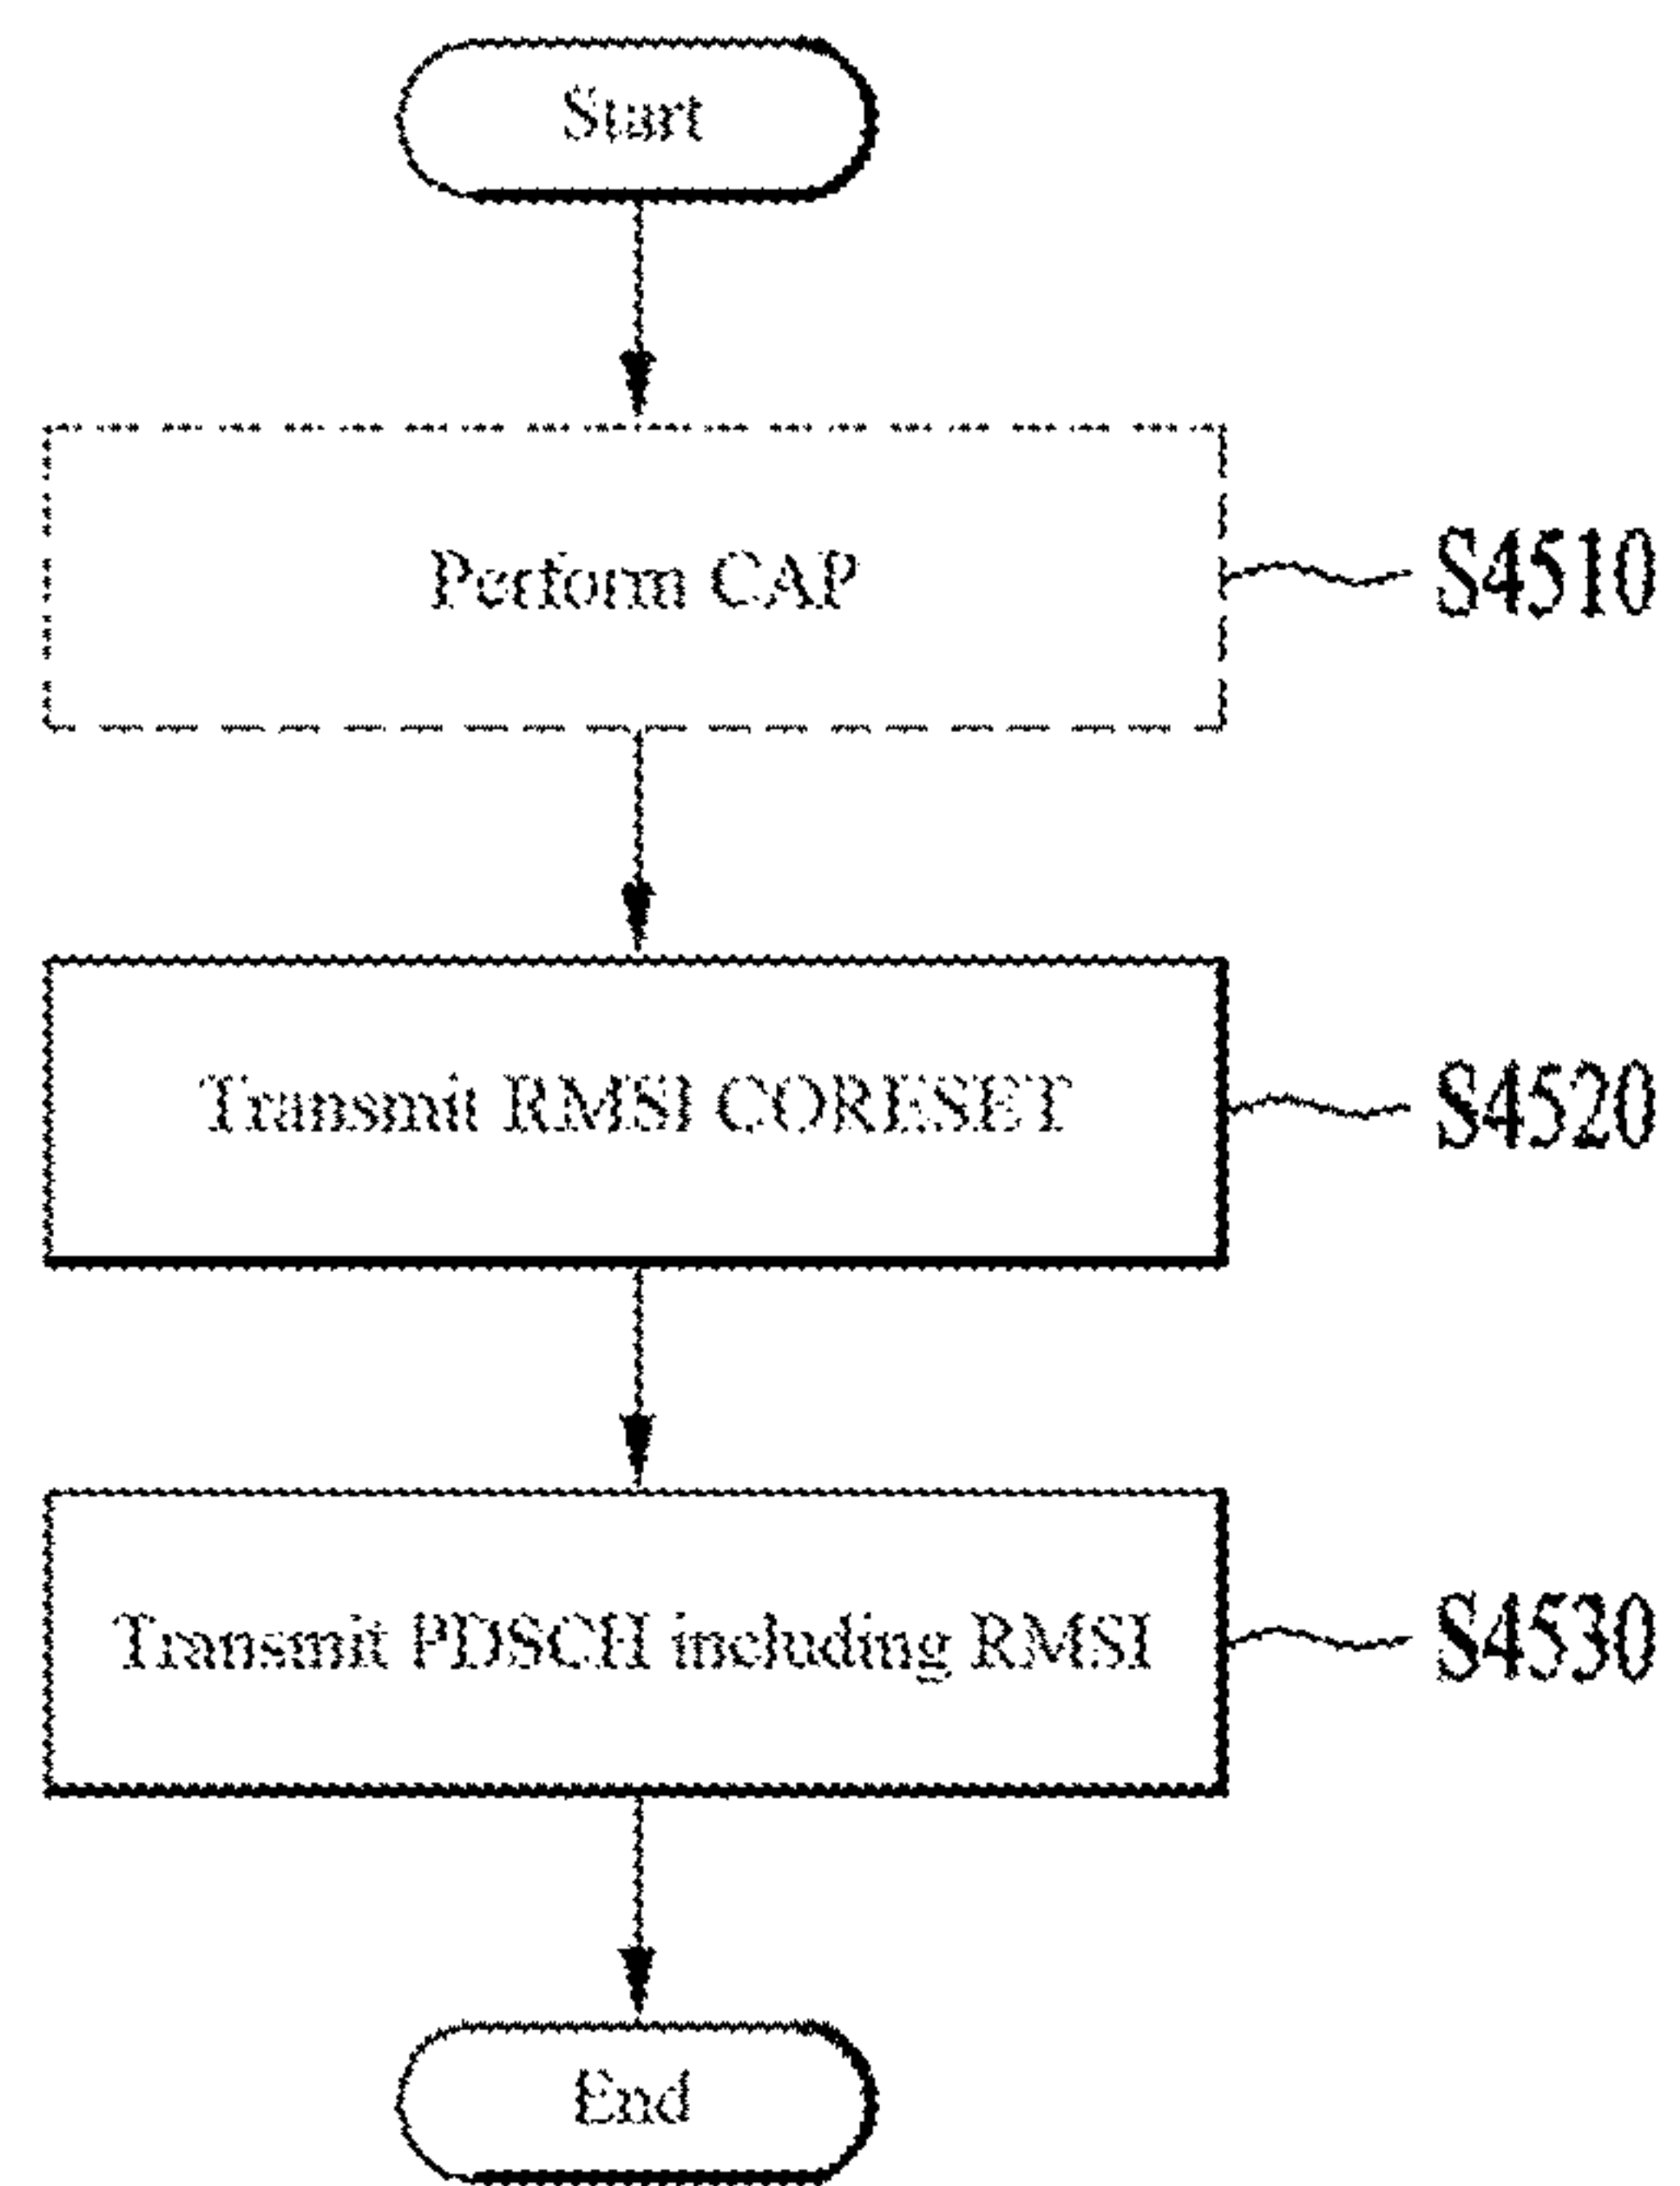 Start
Perform CAP
S4510
Transmit RMSI CORESET
S4520
Transmit PDSCH including RMSI
S4530
End